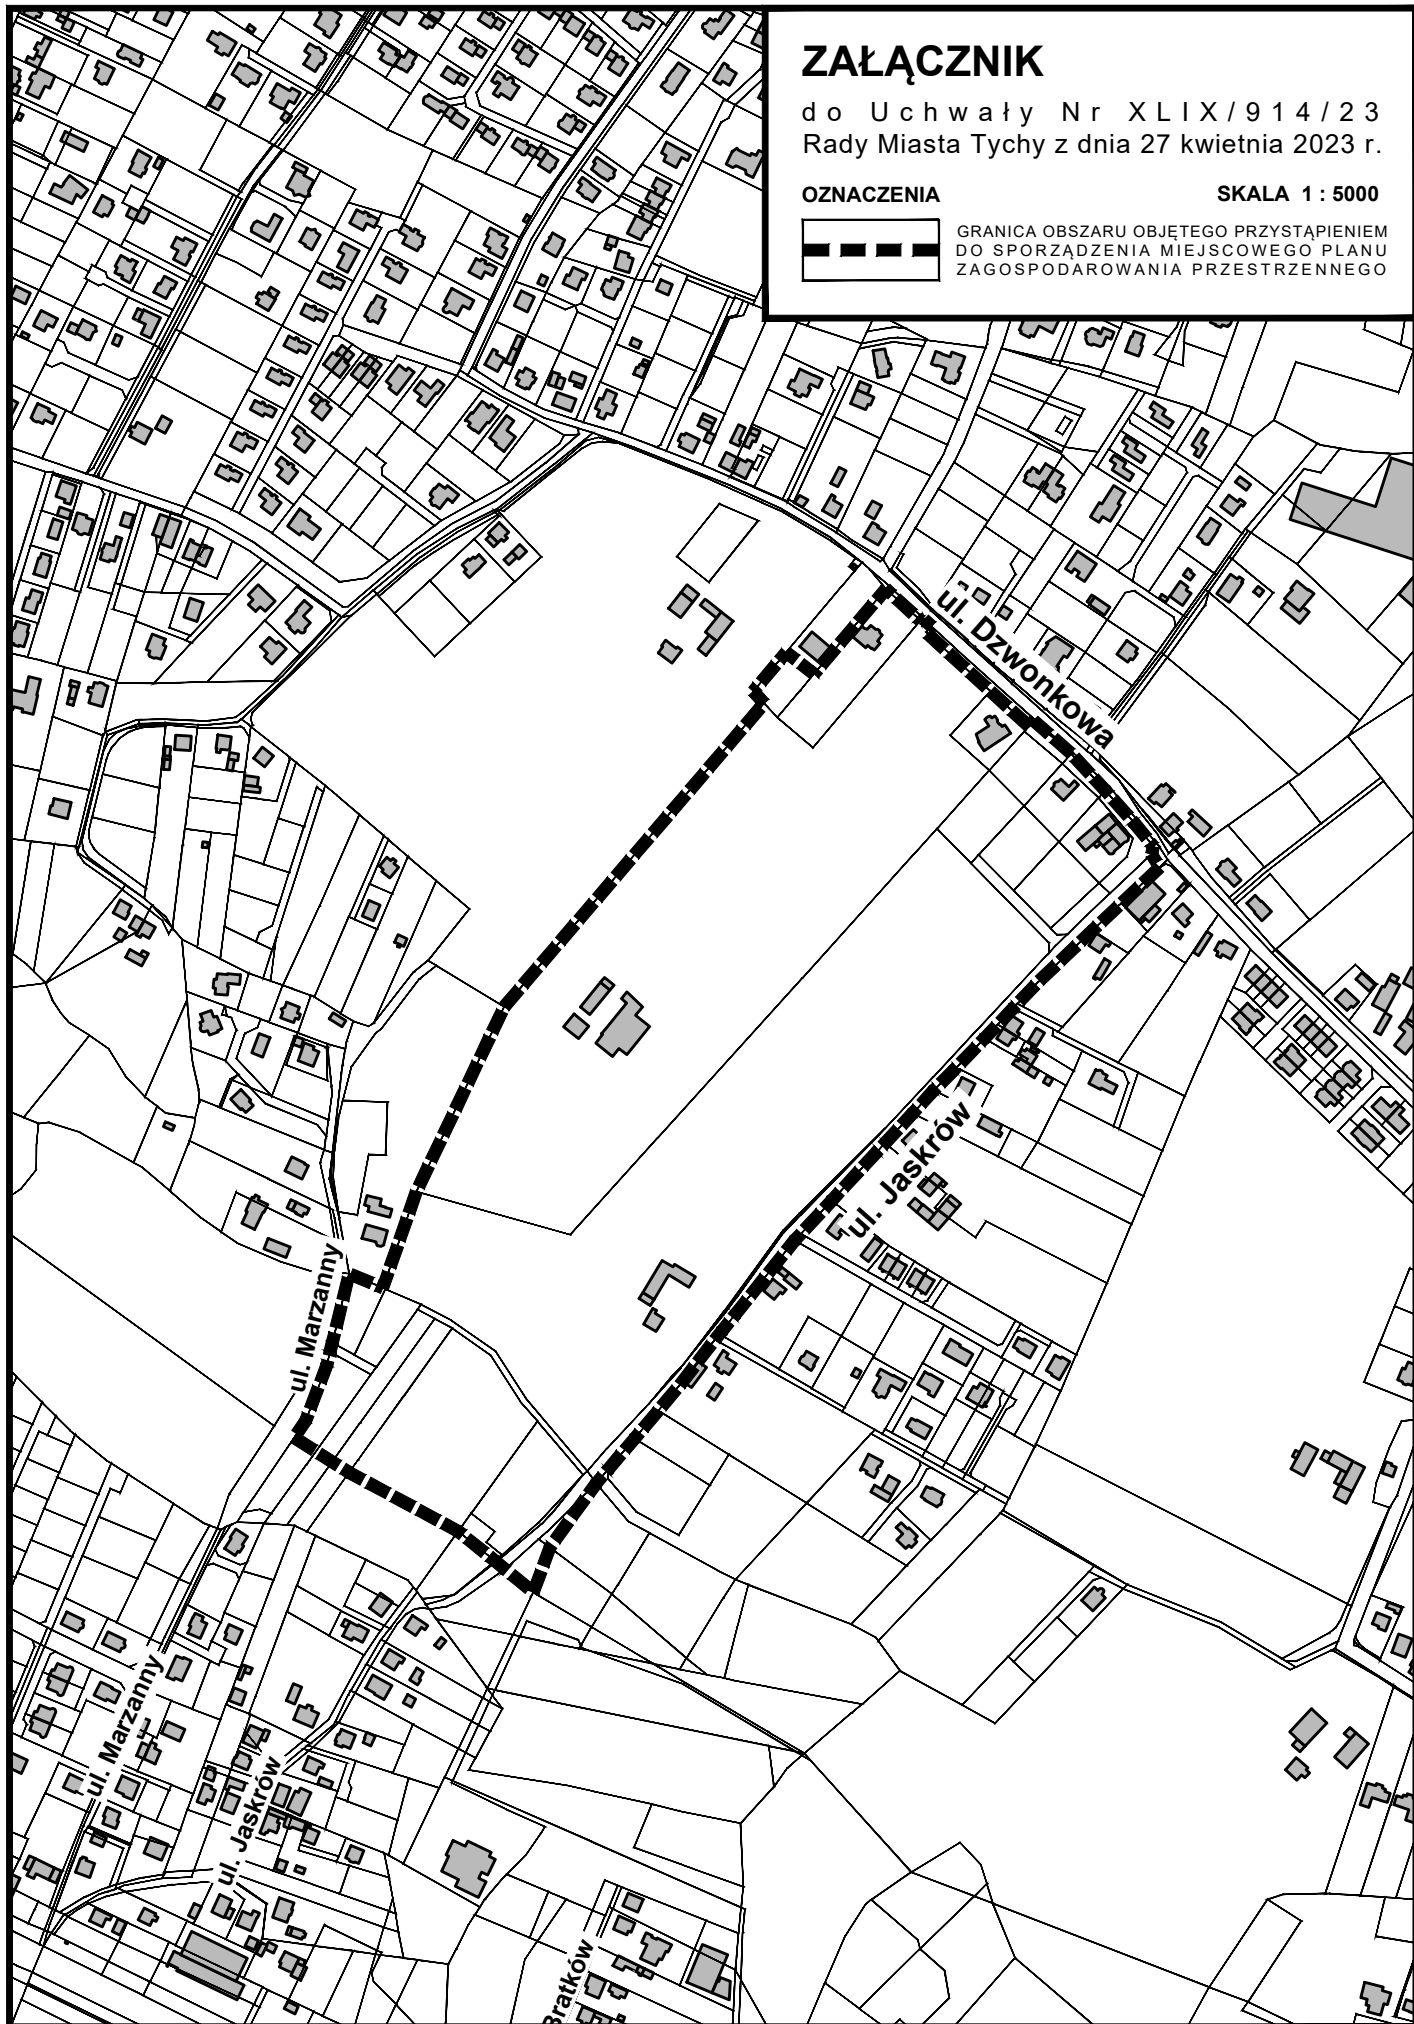 ZAŁĄCZNIK
do Uchwały Nr XLIX/914/23
Rady Miasta Tychy z dnia 27 kwietnia 2023 r.
OZNACZENIA
SKALA 1 : 5000
GRANICA OBSZARU OBJĘTEGO PRZYSTĄPIENIEM
DO SPORZĄDZENIA MIEJSCOWEGO PLANU
ZAGOSPODAROWANIA PRZESTRZENNEGO
ul. Dzwonkowa
ul. Jaskrów
ul. Marzanny
ul. Marzanny
ul. Jaskrów
Bratków